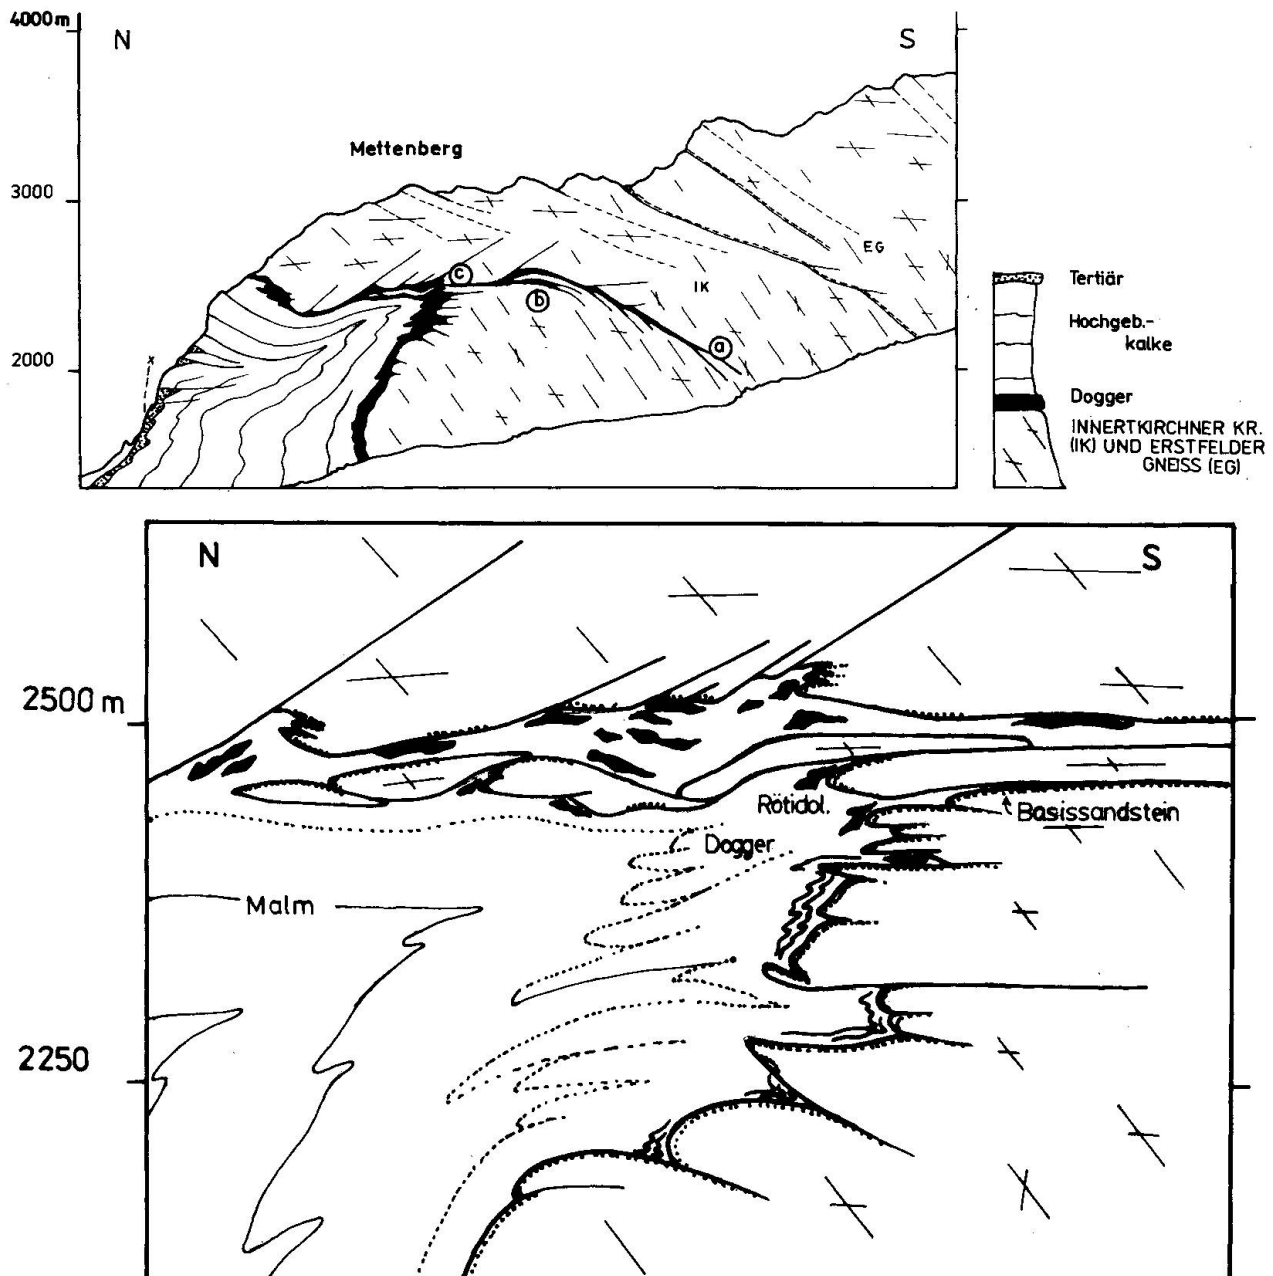 4000m
N
S
Mettenberg
3000
EG
c
IK
b
Tertiär
Hochgeb.-
kalke
a
2000
x
Dogger
INNERTKIRCHNER KR.
(IK) UND ERSTFELDER
GNEISS (EG)
N
S
2500 m
Rötidol.
Basissandstein
Dogger
Malm
2250